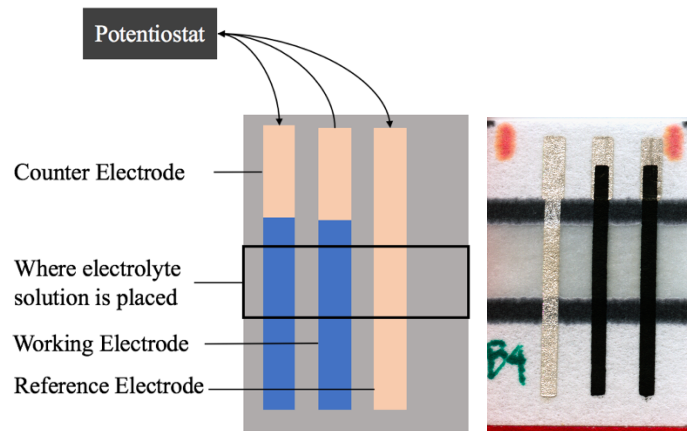 Potentiostat
Counter Electrode
Where electrolyte
solution is placed
Working Electrode
Reference Electrode
B4